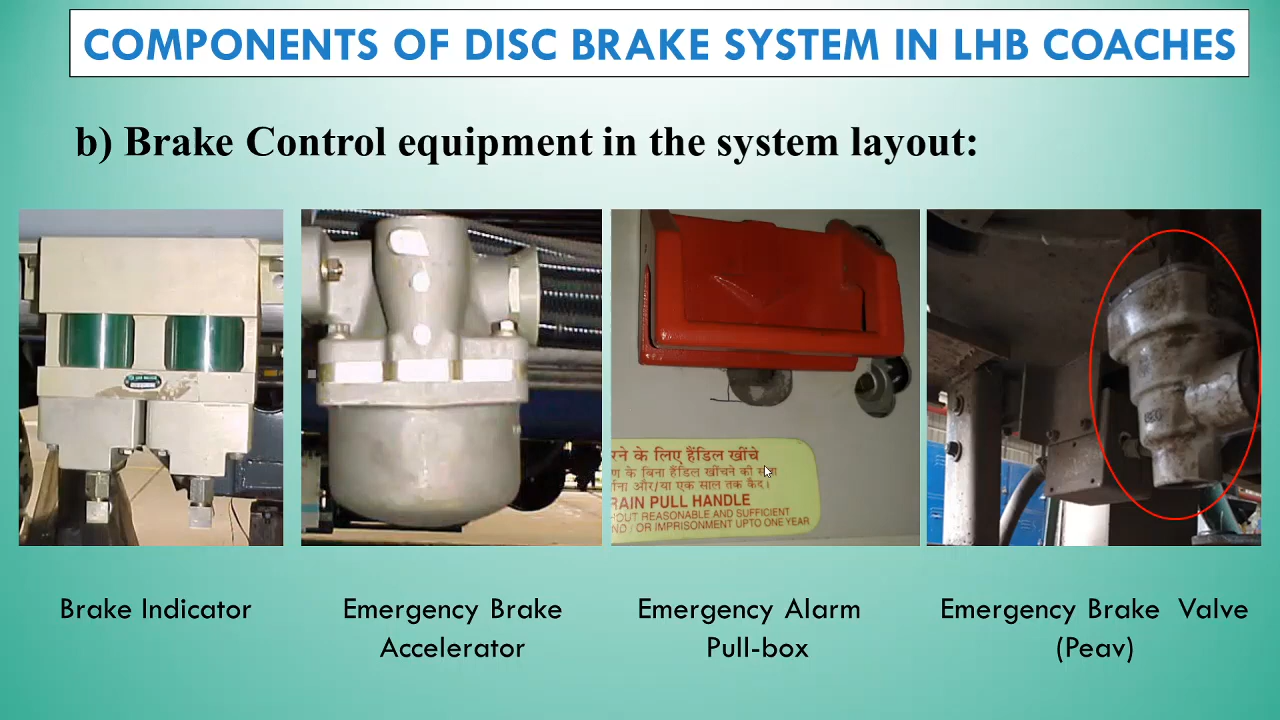 COMPONENTS OF DISC BRAKE SYSTEM IN LHB COACHES
b) Brake Control equipment in the system layout:
रने के लिए हैंडिल खींचे
के बिना हैंडिल खींचने की
और/या एक साल तक कैद।
RAIN PULL HANDLE
OUT REASONABLE AND SUFFICIENT
/ OR IMPRISONMENT UPTO ONE YEAR
Brake Indicator
Emergency Brake
Accelerator
Emergency Alarm
Pull-box
Emergency Brake Valve
(Peav)